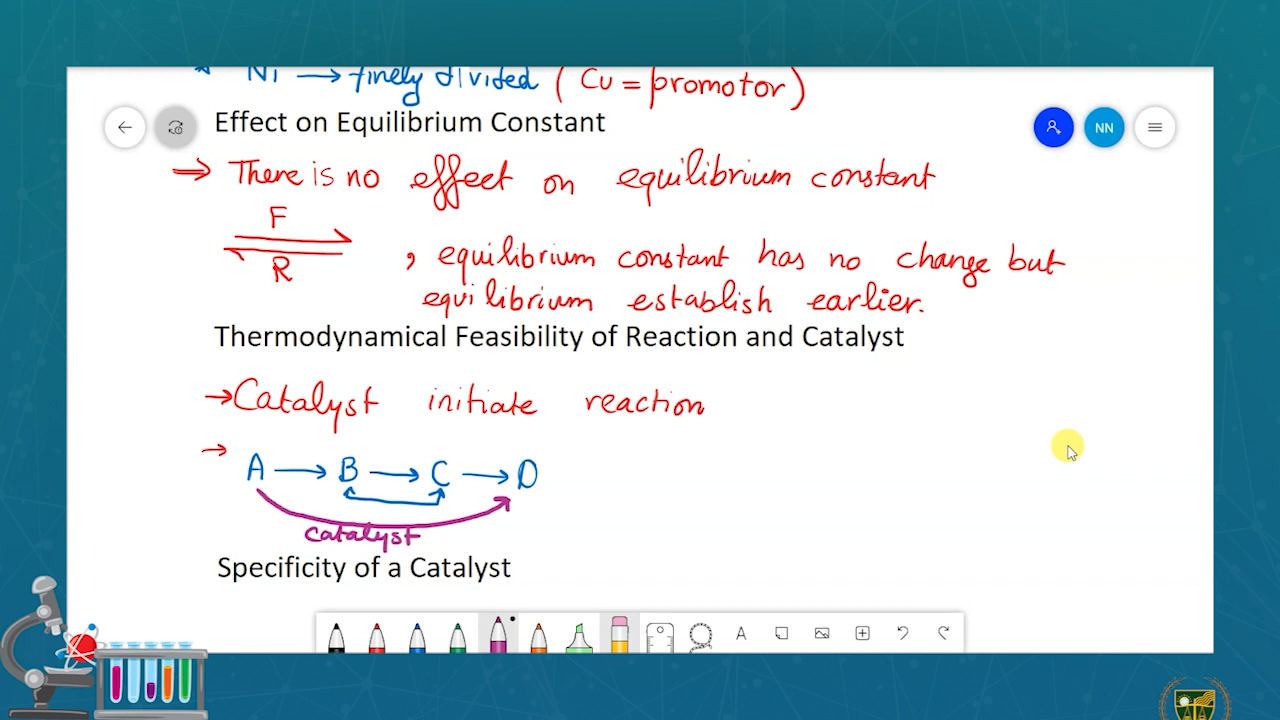 * Ni → finely divided (Cu = promotor)
Effect on Equilibrium Constant
NN
⇒ There is no effect on equilibrium constant
F
R
, equilibrium constant has no change but
equilibrium establish earlier.
Thermodynamical Feasibility of Reaction and Catalyst
→ Catalyst initiate reaction
→ A → B → C → D
catalyst
Specificity of a Catalyst
A